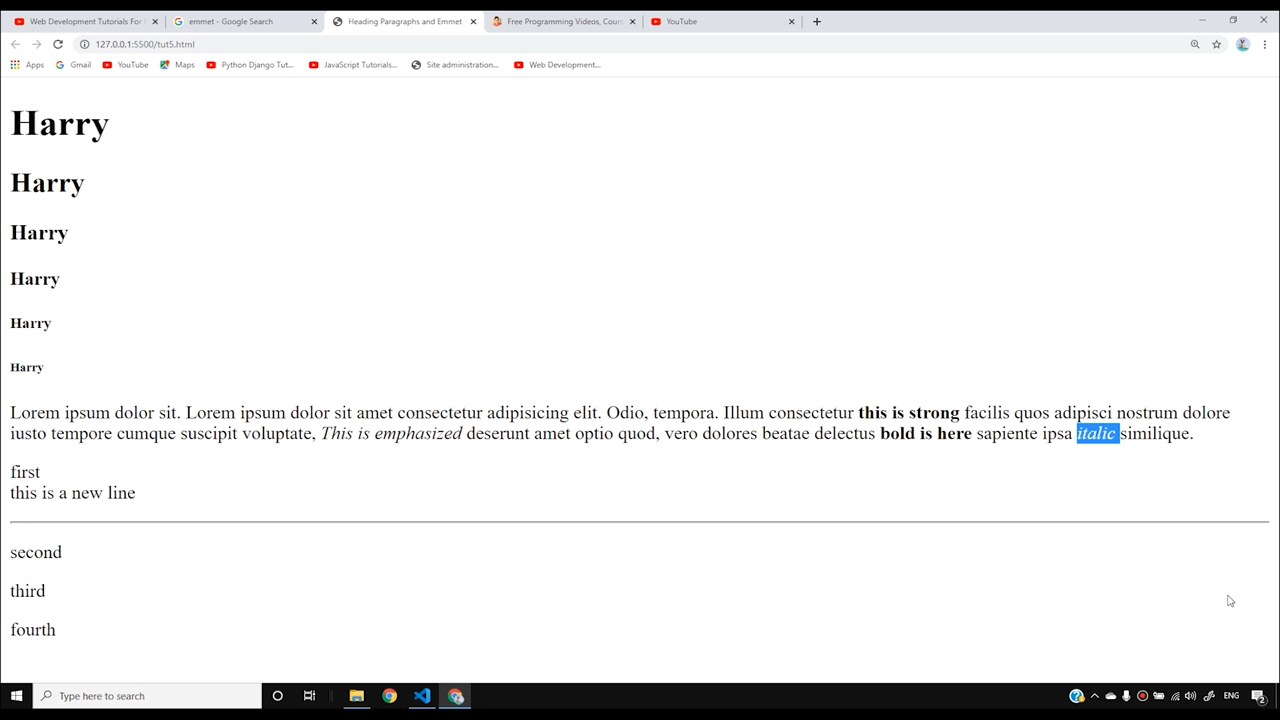 Web Development Tutorials For
emmet - Google Search
Heading Paragraphs and Emmet
Free Programming Videos, Cour
YouTube
127.0.0.1:5500/tut5.html
Apps
Gmail
YouTube
Maps
Python Django Tut...
JavaScript Tutorials...
Site administration...
Web Development...
Harry
Harry
Harry
Harry
Harry
Harry
Lorem ipsum dolor sit. Lorem ipsum dolor sit amet consectetur adipisicing elit. Odio, tempora. Illum consectetur this is strong facilis quos adipisci nostrum dolore
iusto tempore cumque suscipit voluptate, This is emphasized deserunt amet optio quod, vero dolores beatae delectus bold is here sapiente ipsa italic similique.
first
this is a new line
second
third
fourth
Type here to search
ENG
2